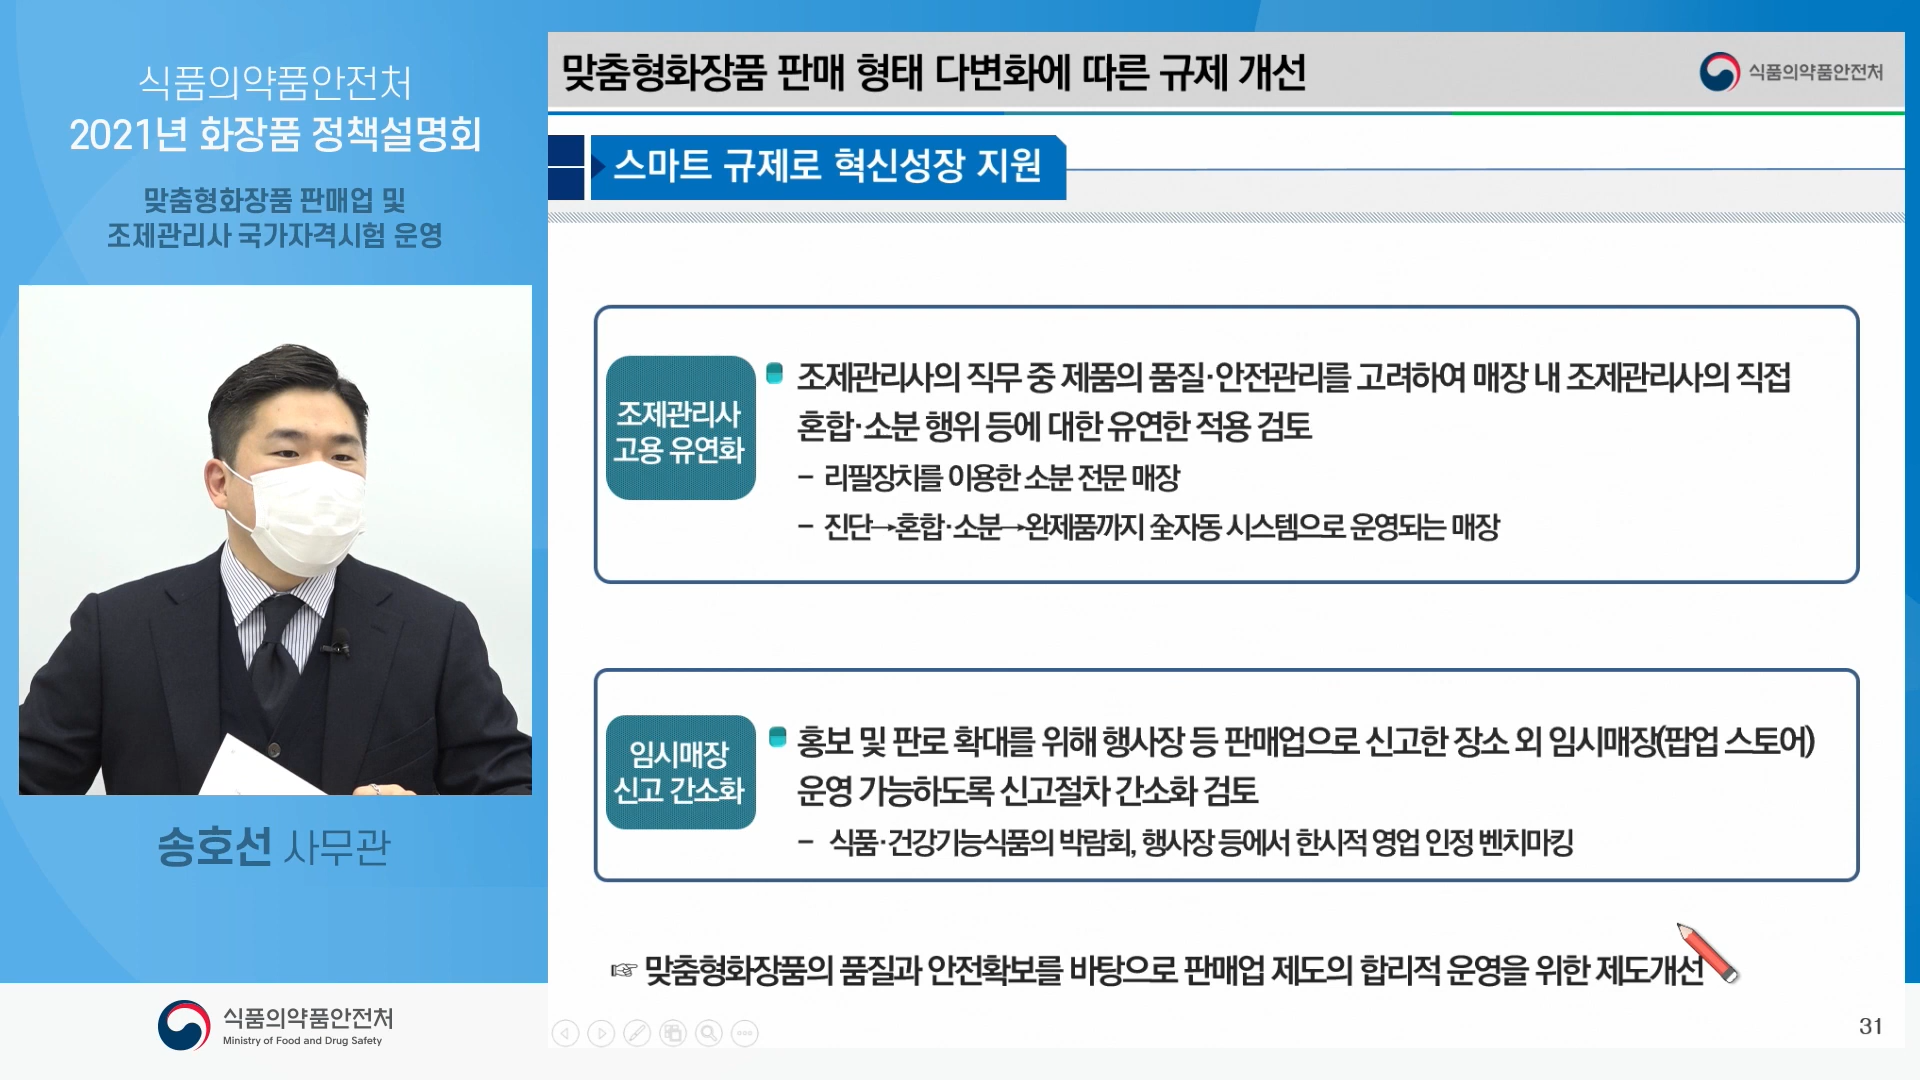 식품의약품안전처
2021년 화장품 정책설명회
맞춤형화장품 판매업 및
조제관리사 국가자격시험 운영
송호선 사무관
식품의약품안전처
Ministry of Food and Drug Safety
맞춤형화장품 판매 형태 다변화에 따른 규제 개선
식품의약품안전처
스마트 규제로 혁신성장 지원
조제관리사
고용 유연화
조제관리사의 직무 중 제품의 품질·안전관리를 고려하여 매장 내 조제관리사의 직접
혼합·소분 행위 등에 대한 유연한 적용 검토
- 리필장치를 이용한 소분 전문 매장
- 진단→혼합·소분→완제품까지 全자동 시스템으로 운영되는 매장
임시매장
신고 간소화
홍보 및 판로 확대를 위해 행사장 등 판매업으로 신고한 장소 외 임시매장(팝업 스토어)
운영 가능하도록 신고절차 간소화 검토
- 식품·건강기능식품의 박람회, 행사장 등에서 한시적 영업 인정 벤치마킹
☞ 맞춤형화장품의 품질과 안전확보를 바탕으로 판매업 제도의 합리적 운영을 위한 제도개선
31